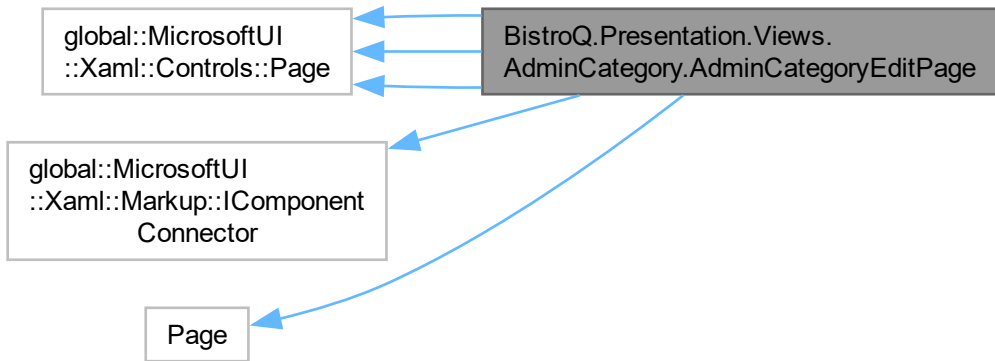 global::MicrosoftUI
::Xaml::Controls::Page
BistroQ.Presentation.Views.
AdminCategory.AdminCategoryEditPage
global::MicrosoftUI
::Xaml::Markup::IComponent
Connector
Page